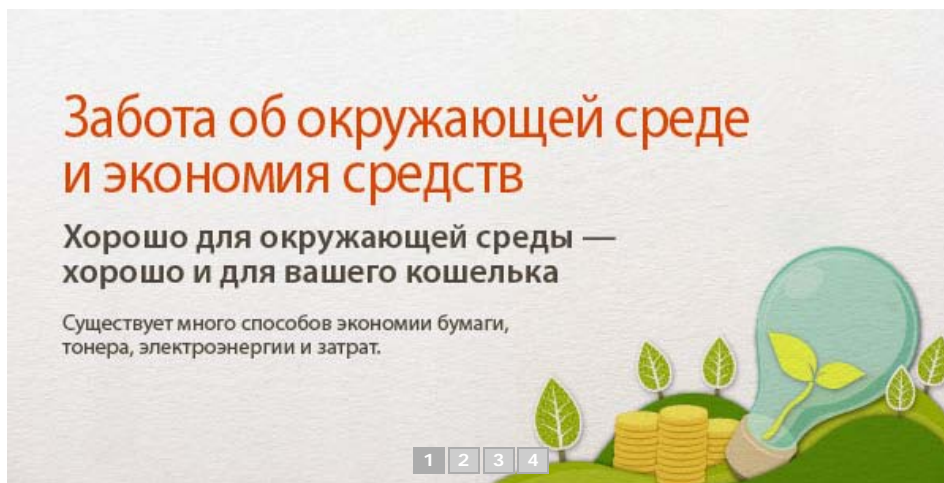 Забота об окружающей среде
и экономия средств
Хорошо для окружающей среды —
хорошо и для вашего кошелька
Существует много способов экономии бумаги,
тонера, электроэнергии и затрат.
1 2 3 4